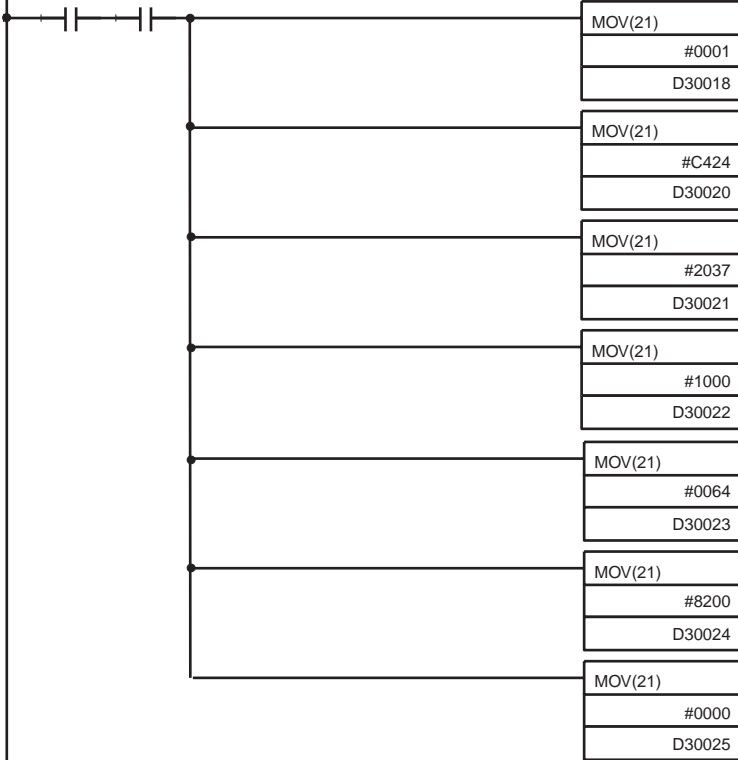 MOV(21)
#0001
D30018
MOV(21)
#C424
D30020
MOV(21)
#2037
D30021
MOV(21)
#1000
D30022
MOV(21)
#0064
D30023
MOV(21)
#8200
D30024
MOV(21)
#0000
D30025